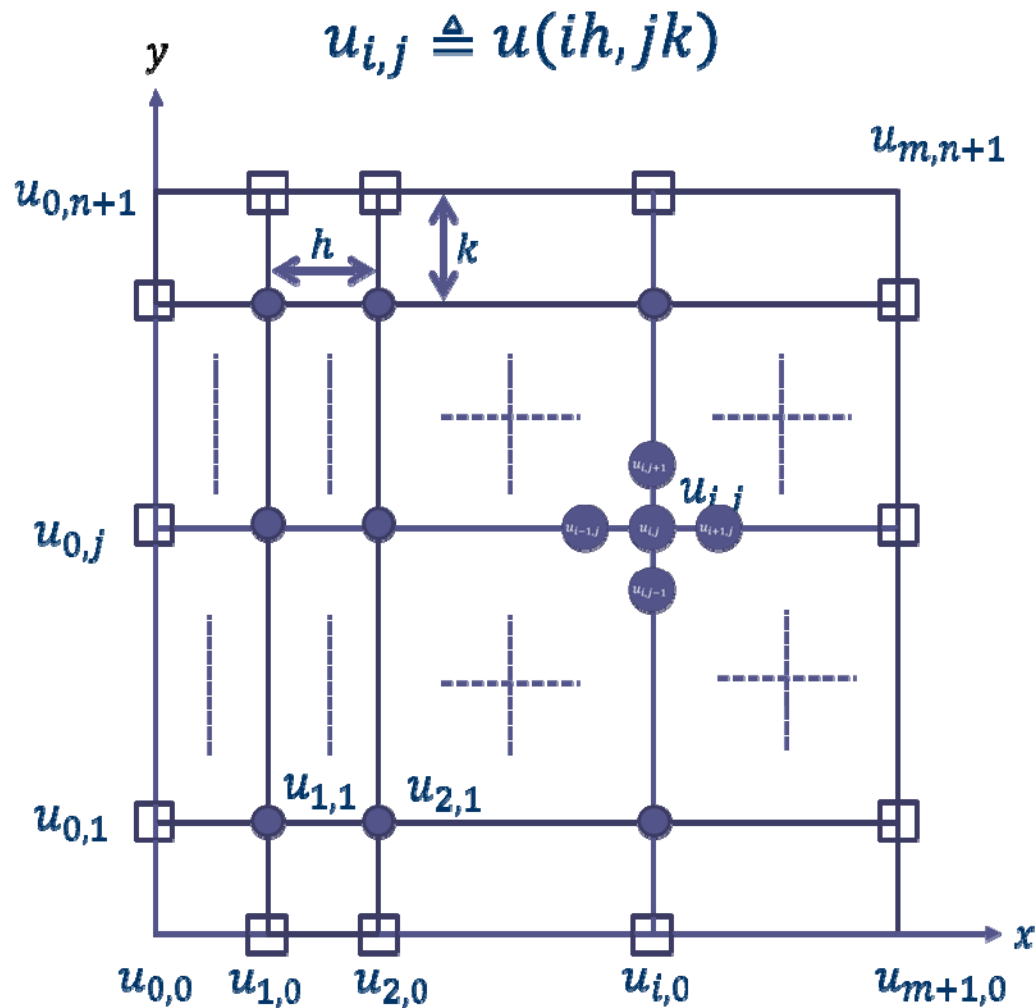 u_{i,j} ≜ u(ih, jk)
y
u_{m,n+1}
u_{0,n+1}
h
k
u_{i,j+1}
u_{i,j}
u_{0,j}
u_{i-1,j}
u_{i,j}
u_{i+1,j}
u_{i,j-1}
u_{1,1}
u_{2,1}
u_{0,1}
x
u_{0,0}
u_{1,0}
u_{2,0}
u_{i,0}
u_{m+1,0}